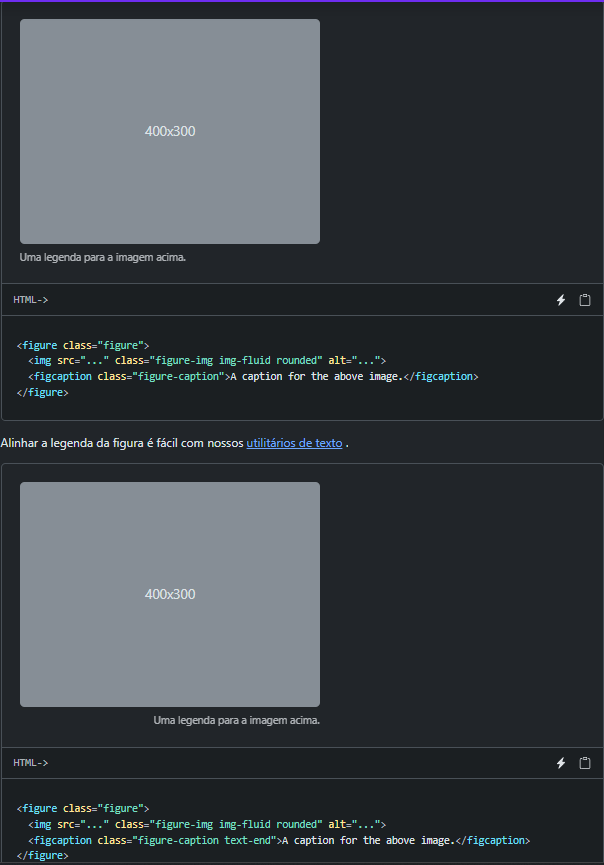 400x300
Uma legenda para a imagem acima.
HTML->
<figure class="figure">
  <img src="..." class="figure-img img-fluid rounded" alt="...">
  <figcaption class="figure-caption">A caption for the above image.</figcaption>
</figure>
Alinhar a legenda da figura é fácil com nossos utilitários de texto .
400x300
Uma legenda para a imagem acima.
HTML->
<figure class="figure">
  <img src="..." class="figure-img img-fluid rounded" alt="...">
  <figcaption class="figure-caption text-end">A caption for the above image.</figcaption>
</figure>